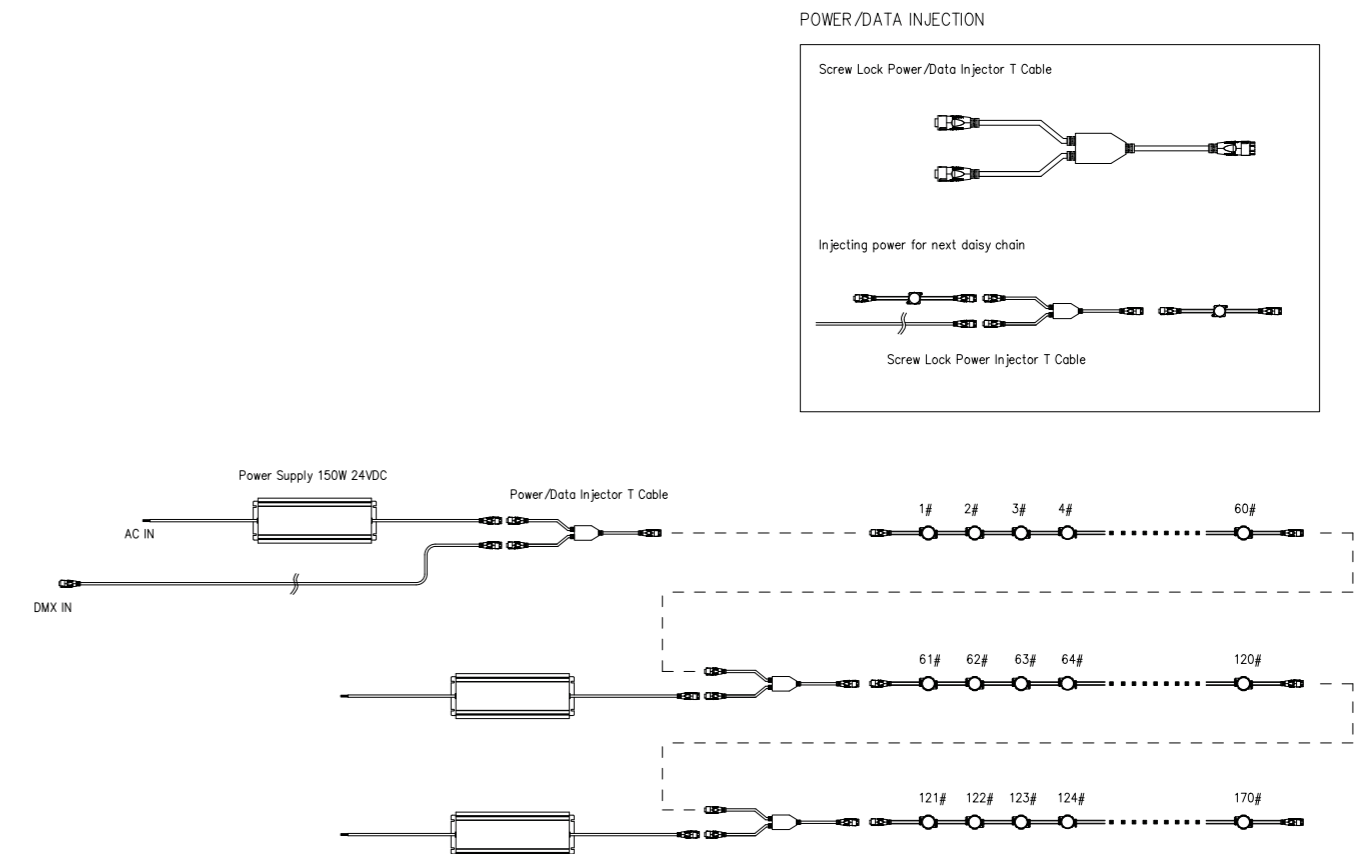 POWER/DATA INJECTION
Screw Lock Power/Data Injector T Cable
Injecting power for next daisy chain
Screw Lock Power Injector T Cable
Power Supply 150W 24VDC
Power/Data Injector T Cable
AC IN
DMX IN
1# 2# 3# 4# 60#
61# 62# 63# 64# 120#
121# 122# 123# 124# 170#